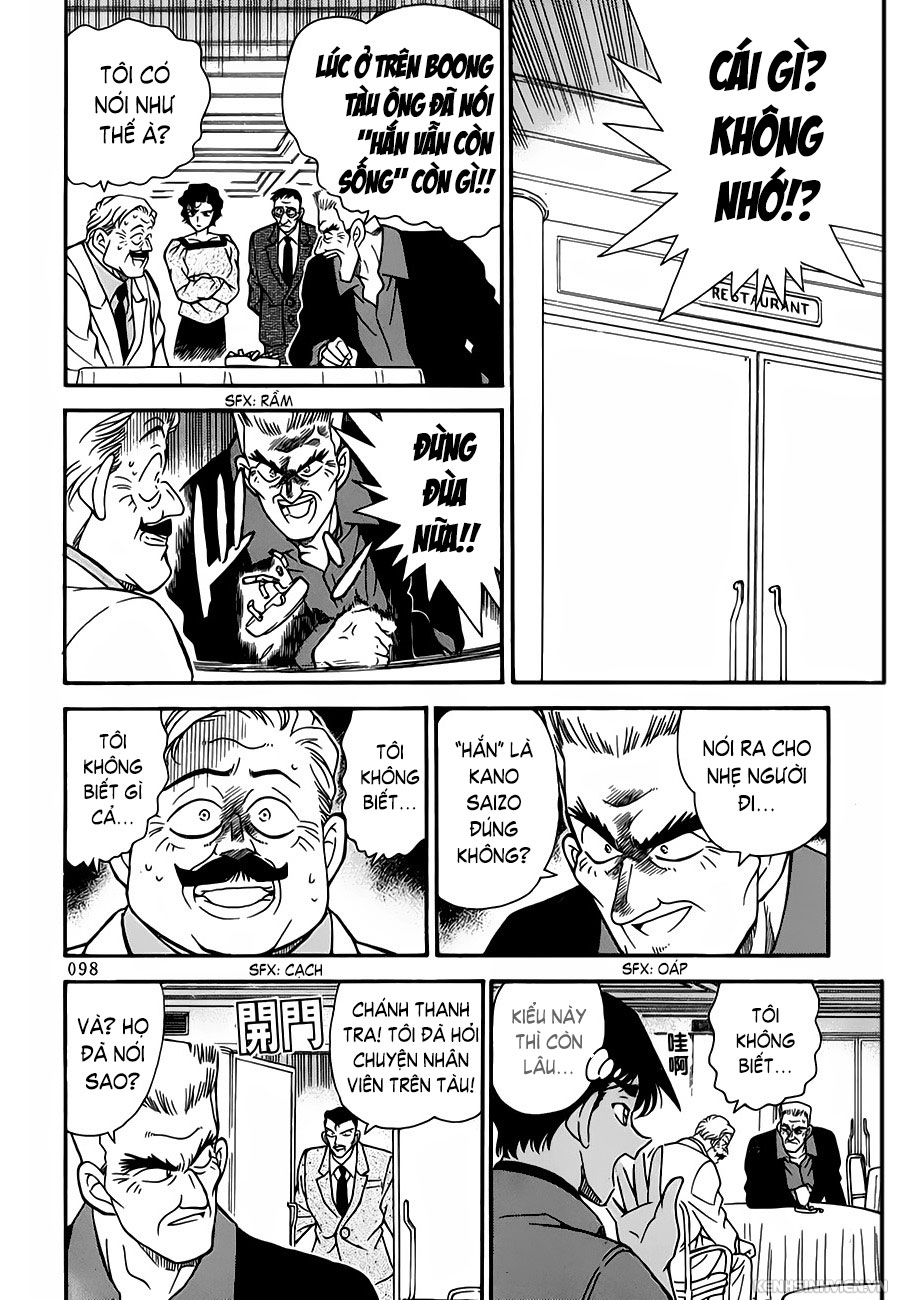 CÁI GÌ?
KHÔNG
NHỚ!?
RESTAURANT
LÚC Ở TRÊN BOONG
TÀU ÔNG ĐÃ NÓI
"HẮN VẪN CÒN
SỐNG" CÒN GÌ!!
TÔI CÓ
NÓI NHƯ
THẾ À?
SFX: RẦM
ĐỪNG
ĐÙA
NỮA!!
NÓI RA CHO
NHẸ NGƯỜI
ĐI...
"HẮN" LÀ
KANO
SAIZO
ĐÚNG
KHÔNG?
TÔI
KHÔNG
BIẾT...
TÔI
KHÔNG
BIẾT GÌ
CẢ...
098
SFX: OÁP
SFX: CẠCH
TÔI
KHÔNG
BIẾT...
哇啊
KIỂU NÀY
THÌ CÒN
LÂU...
CHÁNH THANH
TRA! TÔI ĐÃ HỎI
CHUYỆN NHÂN
VIÊN TRÊN TÀU!
開門
VÀ? HỌ
ĐÃ NÓI
SAO?
KENHSINHVIEN.VN